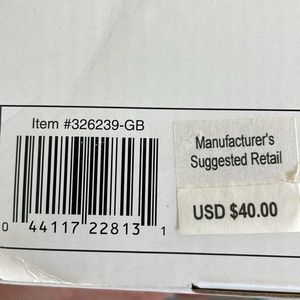 Item #326239-GB
0 44117 22813 1
Manufacturer's
Suggested Retail
USD $40.00